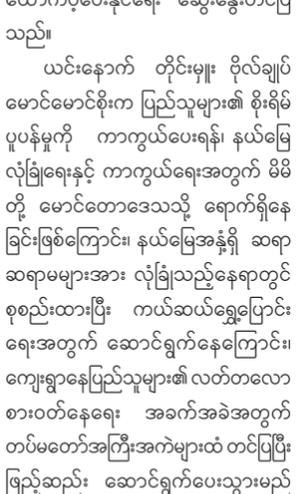 သည်။
ယင်းနောက် တိုင်းမှူး ဗိုလ်ချုပ်
မောင်မောင်စိုးက ပြည်သူများ၏ စိုးရိမ်
ပူပန်မှုကို ကာကွယ်ပေးရန်၊ နယ်မြေ
လုံခြုံရေးနှင့် ကာကွယ်ရေးအတွက် မိမိ
တို့ မောင်တောဒေသသို့ ရောက်ရှိနေ
ခြင်းဖြစ်ကြောင်း၊ နယ်မြေအနှံ့ရှိ ဆရာ
ဆရာမများအား လုံခြုံသည့်နေရာတွင်
စုစည်းထားပြီး ကယ်ဆယ်ရွှေ့ပြောင်း
ရေးအတွက် ဆောင်ရွက်နေကြောင်း၊
ကျေးရွာနေပြည်သူများ၏ လတ်တလော
စားဝတ်နေရေး အခက်အခဲအတွက်
တပ်မတော်အကြီးအကဲများထံ တင်ပြပြီး
ဖြည့်ဆည်း ဆောင်ရွက်ပေးသွားမည်